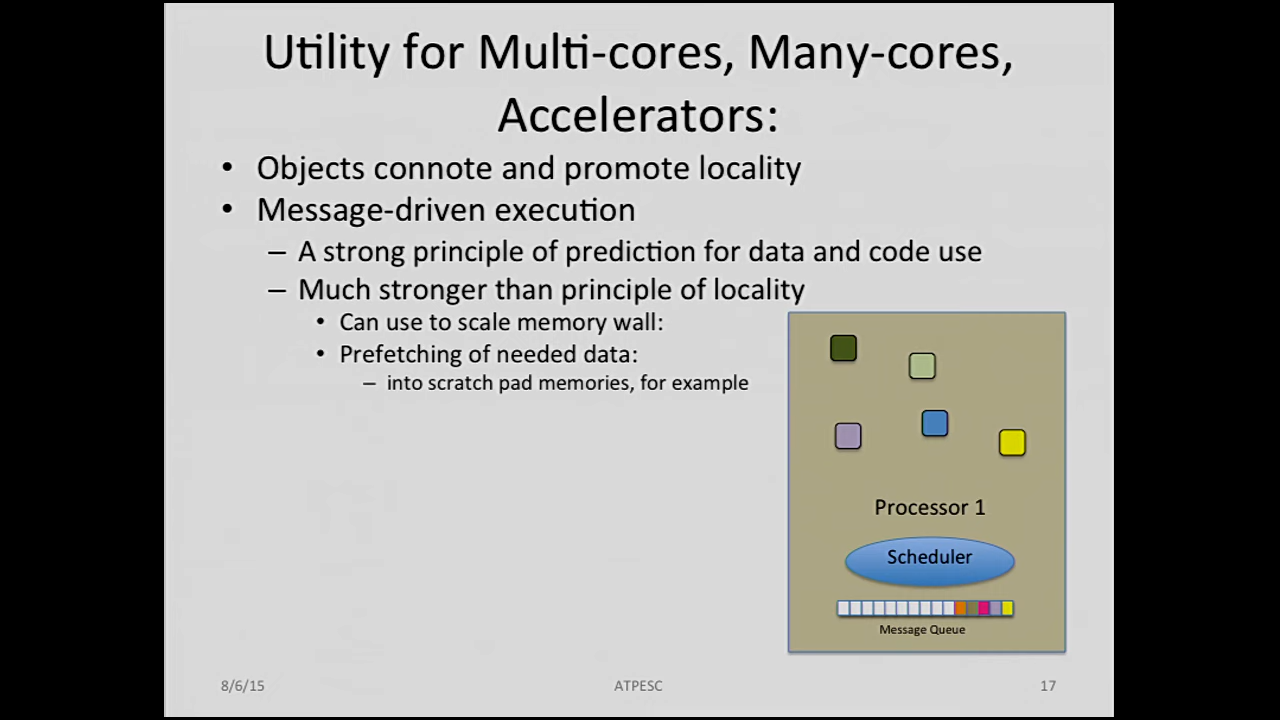 Utility for Multi-cores, Many-cores,
Accelerators:
• Objects connote and promote locality
• Message-driven execution
– A strong principle of prediction for data and code use
– Much stronger than principle of locality
• Can use to scale memory wall:
• Prefetching of needed data:
– into scratch pad memories, for example
Processor 1
Scheduler
Message Queue
8/6/15
ATPESC
17